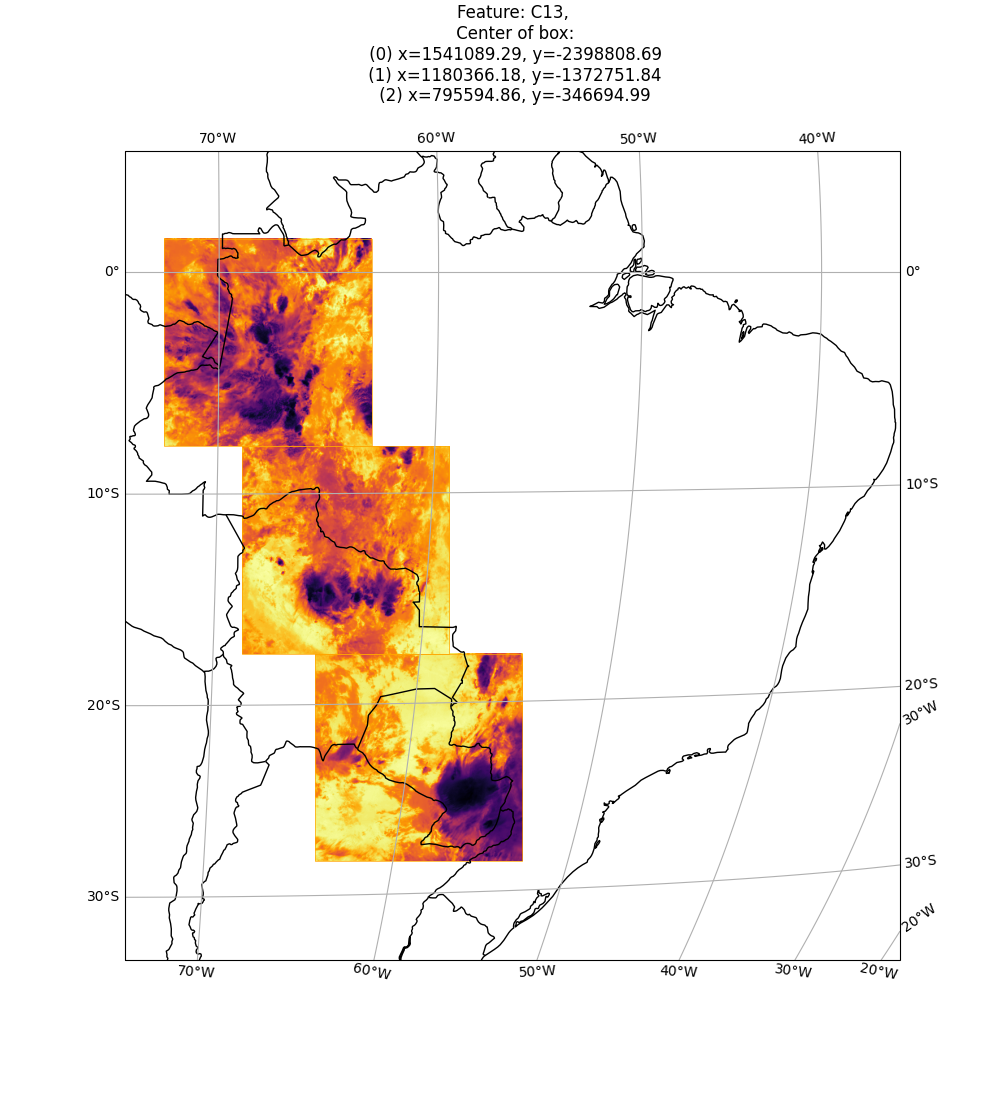 Feature: C13,
Center of box:
(0) x=1541089.29, y=-2398808.69
(1) x=1180366.18, y=-1372751.84
(2) x=795594.86, y=-346694.99
70°W 60°W 50°W 40°W
0° 0°
10°S 10°S
20°S 20°S
30°W
30°S 30°S
20°W
70°W 60°W 50°W 40°W 30°W 20°W